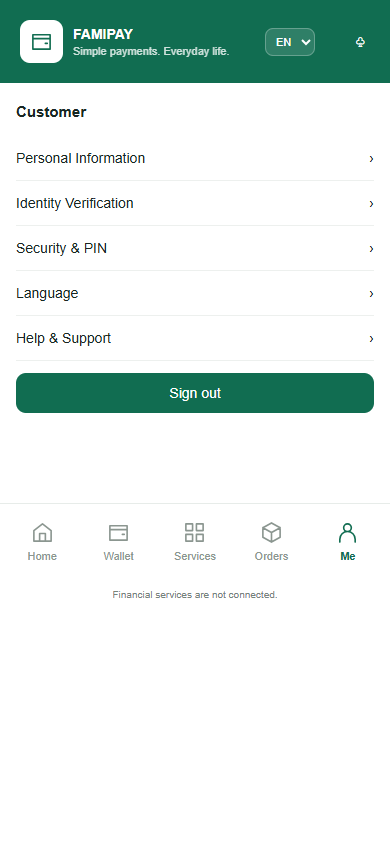 FAMIPAY
Simple payments. Everyday life.
EN
Customer
Personal Information ›
Identity Verification ›
Security & PIN ›
Language ›
Help & Support ›
Sign out
Home
Wallet
Services
Orders
Me
Financial services are not connected.